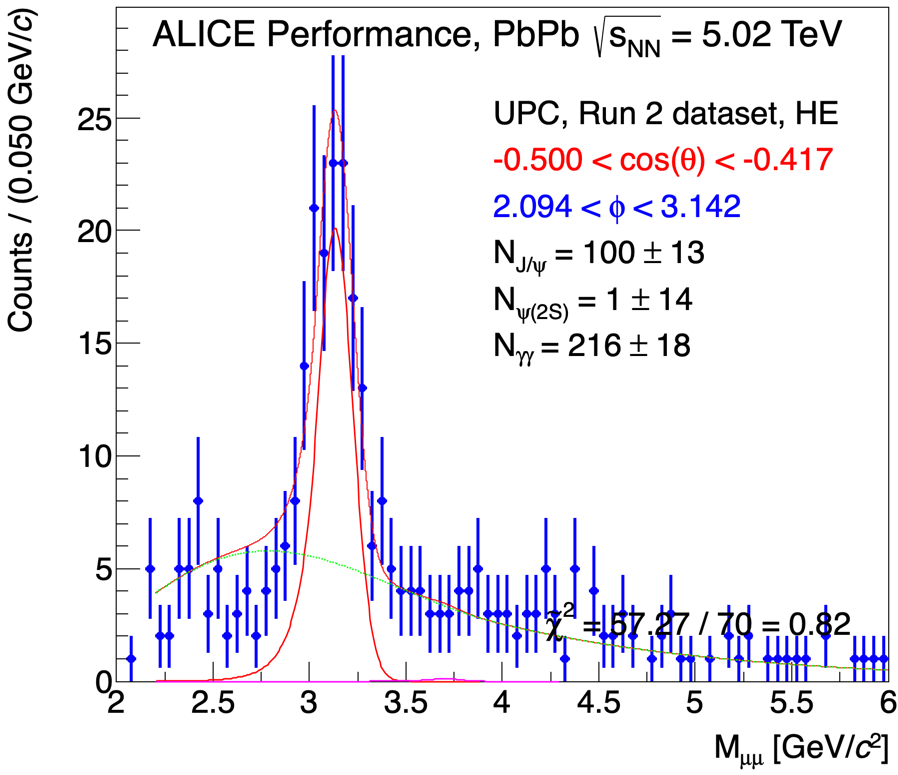 ALICE Performance, PbPb √sNN = 5.02 TeV
UPC, Run 2 dataset, HE
-0.500 < cos(θ) < -0.417
2.094 < ϕ < 3.142
NJ/ψ = 100 ± 13
Nψ(2S) = 1 ± 14
Nγγ = 216 ± 18
χ̃² = 57.27 / 70 = 0.82
Counts / (0.050 GeV/c)
25
20
15
10
5
0
2 2.5 3 3.5 4 4.5 5 5.5 6
Mμμ [GeV/c²]